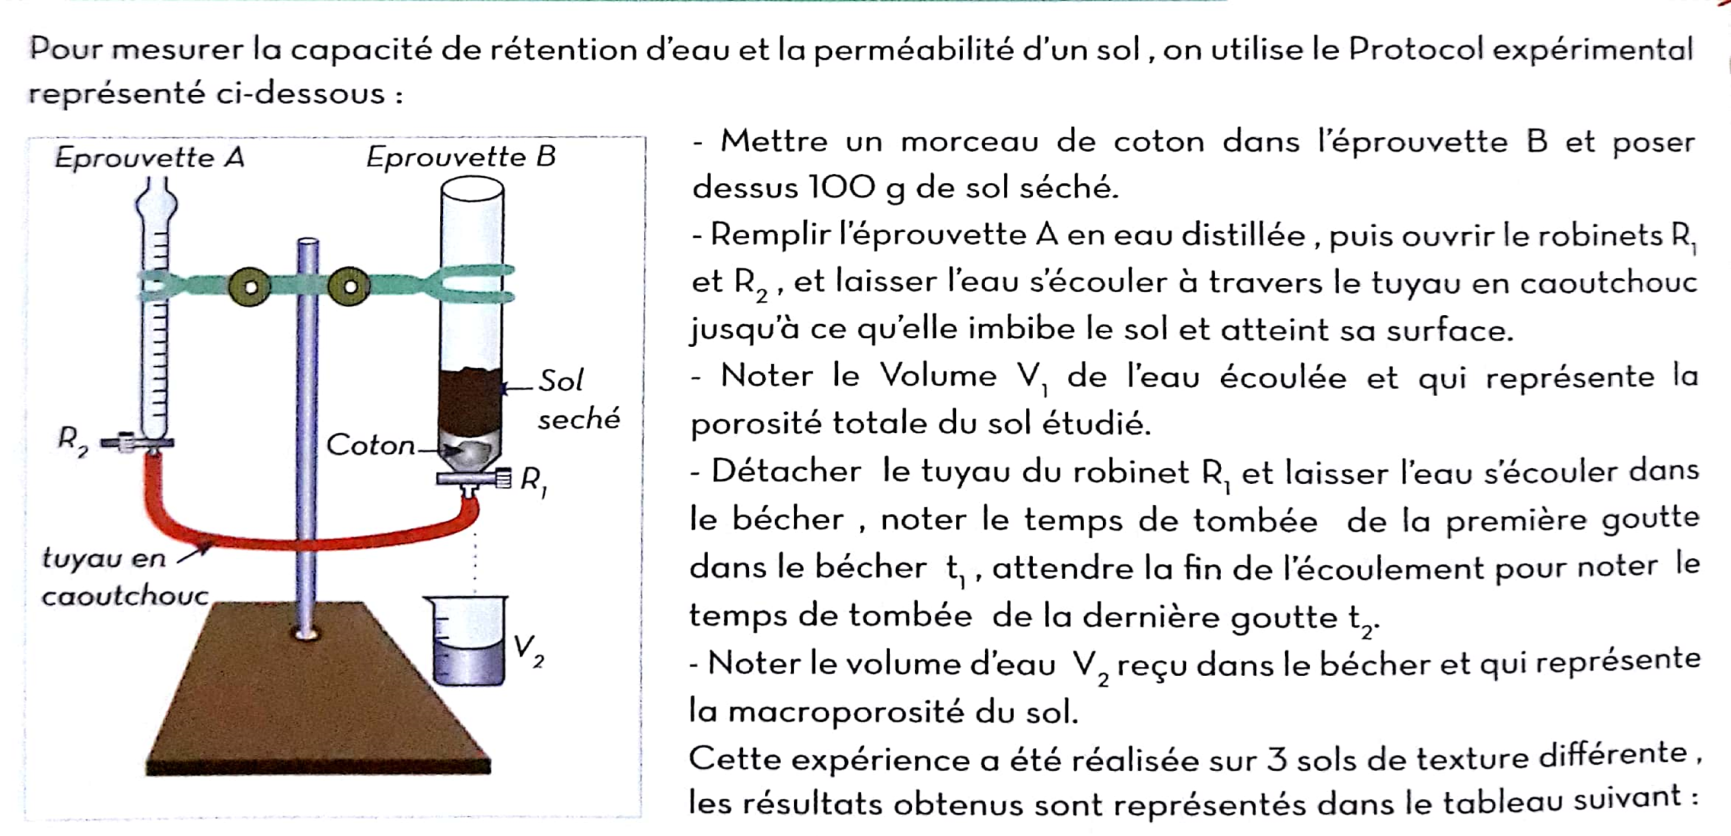 Pour mesurer la capacité de rétention d'eau et la perméabilité d'un sol , on utilise le Protocol expérimental
représenté ci-dessous :
Eprouvette A
Eprouvette B
Sol
seché
Coton
R₂
R₁
tuyau en
caoutchouc
V₂
- Mettre un morceau de coton dans l'éprouvette B et poser
dessus 100 g de sol séché.
- Remplir l'éprouvette A en eau distillée , puis ouvrir le robinets R₁
et R₂ , et laisser l'eau s'écouler à travers le tuyau en caoutchouc
jusqu'à ce qu'elle imbibe le sol et atteint sa surface.
- Noter le Volume V₁ de l'eau écoulée et qui représente la
porosité totale du sol étudié.
- Détacher le tuyau du robinet R₁ et laisser l'eau s'écouler dans
le bécher , noter le temps de tombée de la première goutte
dans le bécher t₁ , attendre la fin de l'écoulement pour noter le
temps de tombée de la dernière goutte t₂.
- Noter le volume d'eau V₂ reçu dans le bécher et qui représente
la macroporosité du sol.
Cette expérience a été réalisée sur 3 sols de texture différente ,
les résultats obtenus sont représentés dans le tableau suivant :